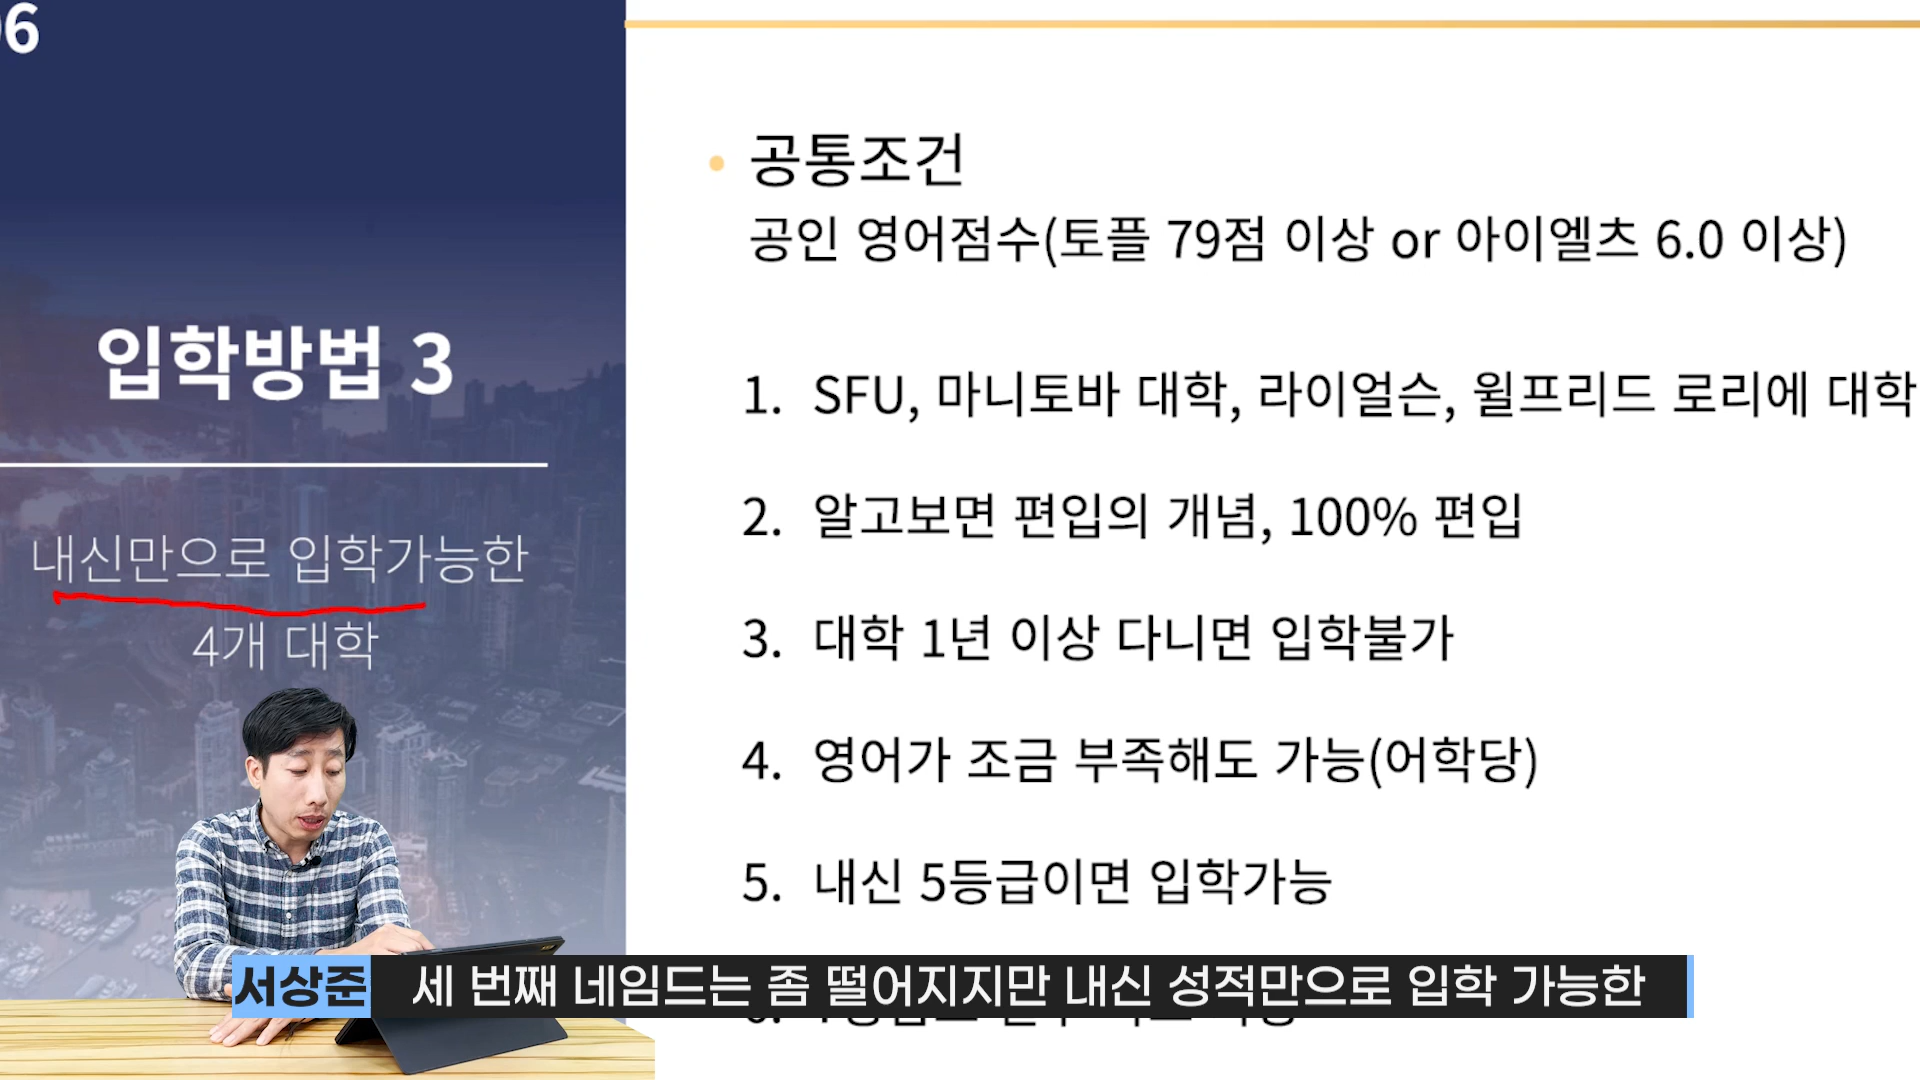 06
입학방법 3
내신만으로 입학가능한
4개 대학
• 공통조건
공인 영어점수(토플 79점 이상 or 아이엘츠 6.0 이상)
1. SFU, 마니토바 대학, 라이얼슨, 윌프리드 로리에 대학
2. 알고보면 편입의 개념, 100% 편입
3. 대학 1년 이상 다니면 입학불가
4. 영어가 조금 부족해도 가능(어학당)
5. 내신 5등급이면 입학가능
서상준 세 번째 네임드는 좀 떨어지지만 내신 성적만으로 입학 가능한